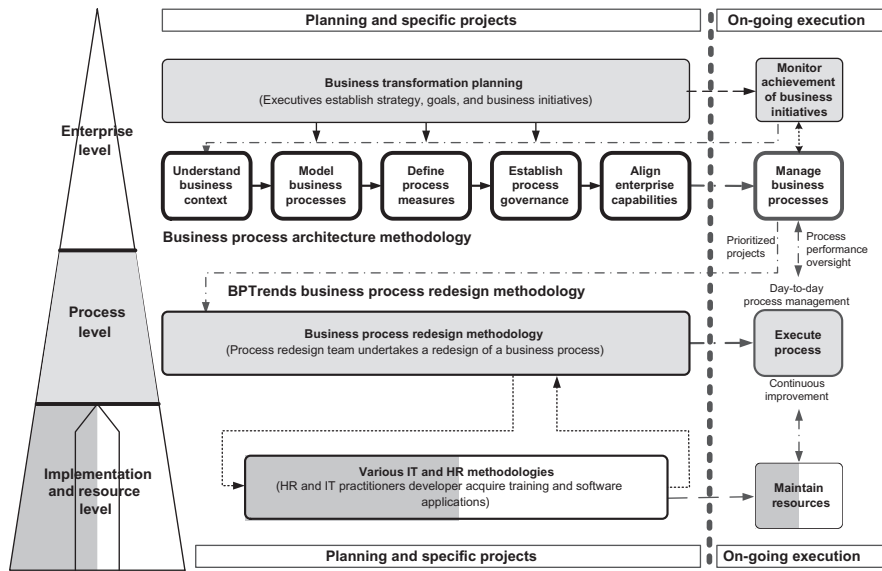 Planning and specific projects
On-going execution
Business transformation planning
(Executives establish strategy, goals, and business initiatives)
Monitor
achievement
of business
initiatives
Enterprise
level
Understand
business
context
Model
business
processes
Define
process
measures
Establish
process
governance
Align
enterprise
capabilities
Manage
business
processes
Business process architecture methodology
Prioritized
projects
Process
performance
oversight
BPTrends business process redesign methodology
Day-to-day
process management
Process
level
Business process redesign methodology
(Process redesign team undertakes a redesign of a business process)
Execute
process
Continuous
improvement
Implementation
and resource
level
Various IT and HR methodologies
(HR and IT practitioners developer acquire training and software
applications)
Maintain
resources
Planning and specific projects
On-going execution